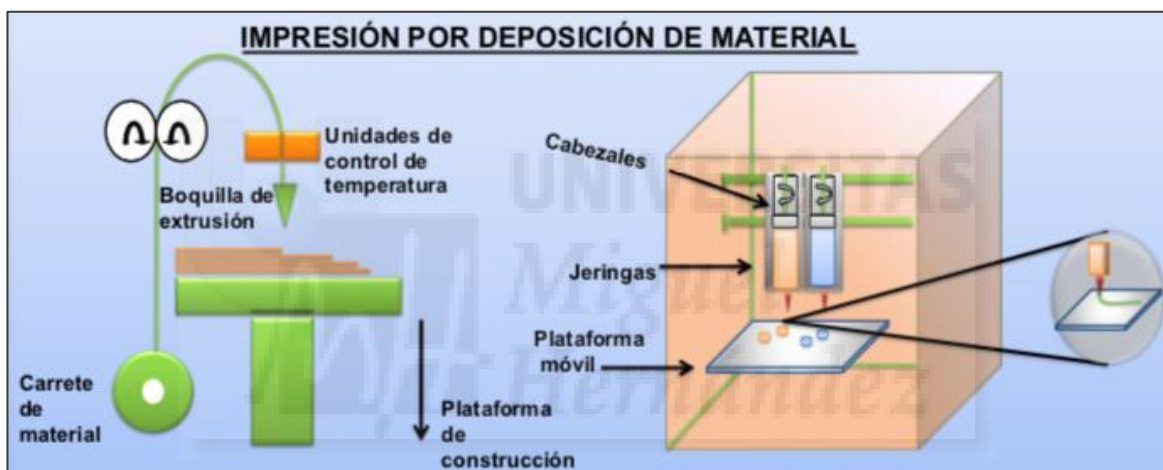 IMPRESIÓN POR DEPOSICIÓN DE MATERIAL
Unidades de
control de
temperatura
Boquilla de
extrusión
Carrete
de
material
Plataforma
de
construcción
Cabezales
Jeringas
Plataforma
móvil
UNIVERSITAS
Miguel
Hernández